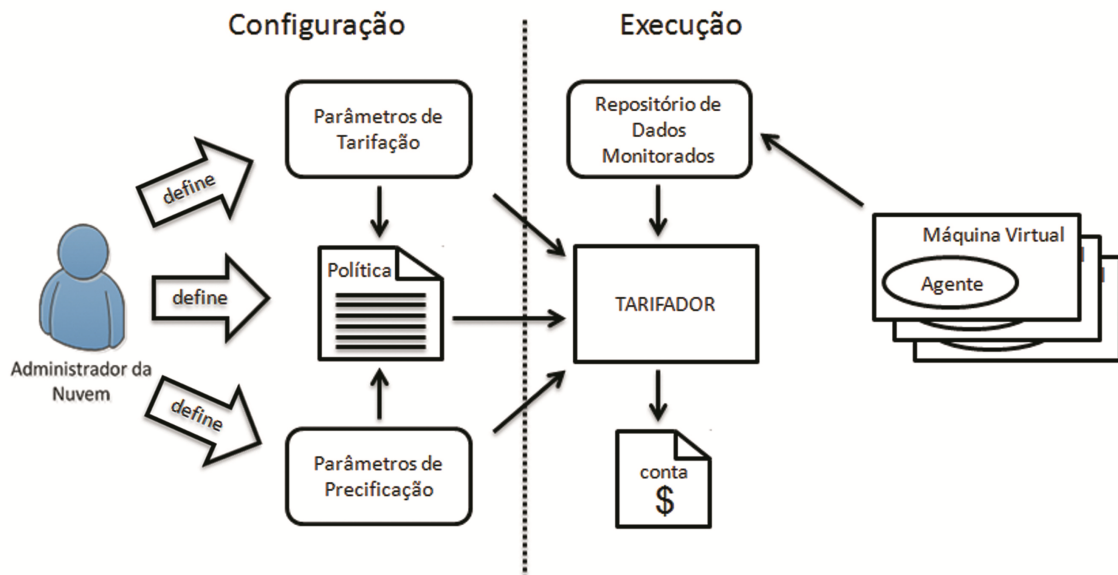 Configuração
Execução
Parâmetros de
Tarifação
Repositório de
Dados
Monitorados
define
Máquina Virtual
Agente
Política
define
TARIFADOR
Administrador da
Nuvem
define
Parâmetros de
Precificação
conta
$